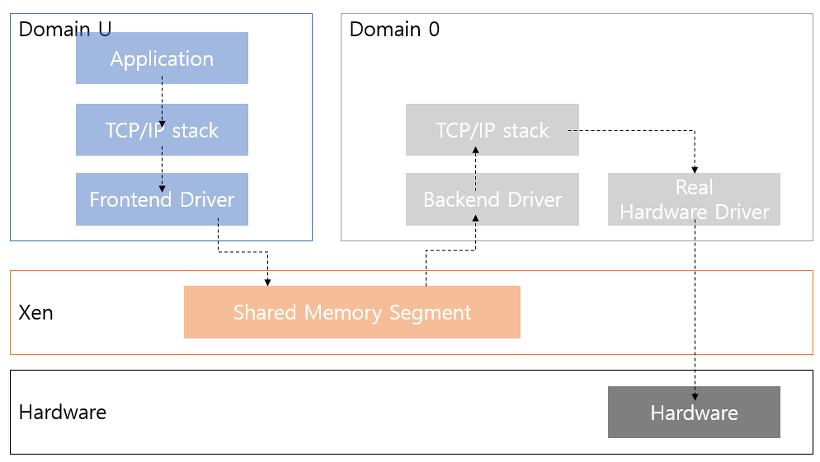 Domain U
Application
TCP/IP stack
Frontend Driver
Domain 0
TCP/IP stack
Backend Driver
Real
Hardware Driver
Xen
Shared Memory Segment
Hardware
Hardware